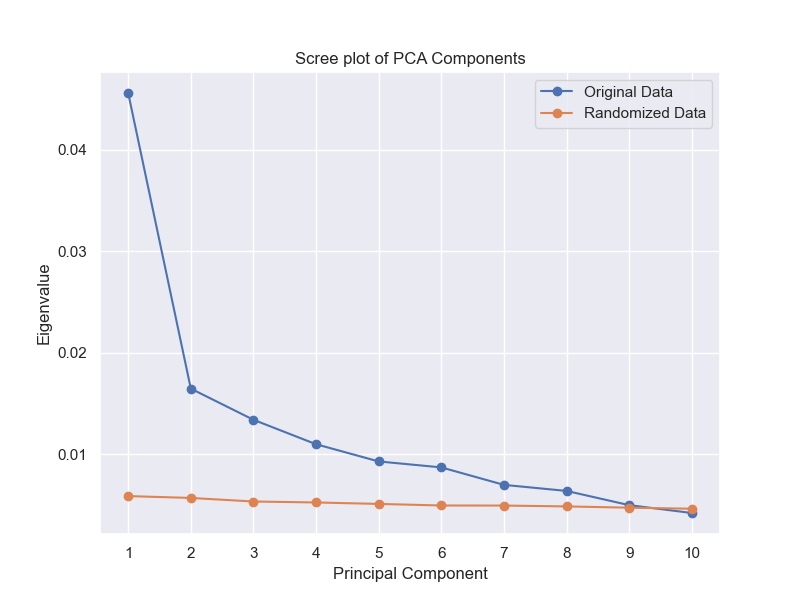 Scree plot of PCA Components
Original Data
Randomized Data
0.04
0.03
0.02
0.01
Eigenvalue
1 2 3 4 5 6 7 8 9 10
Principal Component